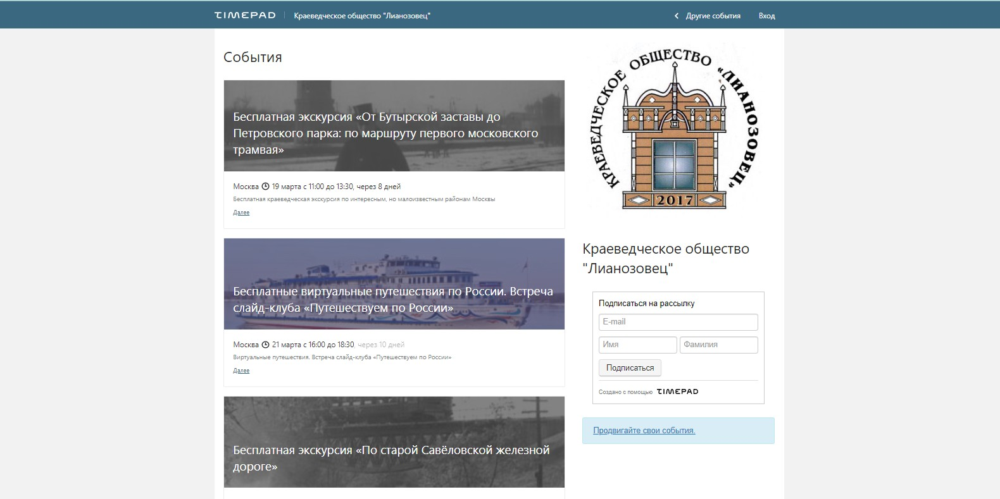 TIMEPAD
Краеведческое общество "Лианозовец"
Другие события
Вход
События
Бесплатная экскурсия «От Бутырской заставы до
Петровского парка: по маршруту первого московского
трамвая»
Москва 19 марта с 11:00 до 13:30, через 8 дней
Бесплатная краеведческая экскурсия по интересным, но малоизвестным районам Москвы
Далее
Бесплатные виртуальные путешествия по России. Встреча
слайд-клуба «Путешествуем по России»
Москва 21 марта с 16:00 до 18:30, через 10 дней
Виртуальные путешествия. Встреча слайд-клуба «Путешествуем по России»
Далее
Бесплатная экскурсия «По старой Савёловской железной
дороге»
КРАЕВЕДЧЕСКОЕ ОБЩЕСТВО «ЛИАНОЗОВЕЦ»
2017
Краеведческое общество
"Лианозовец"
Подписаться на рассылку
E-mail
Имя
Фамилия
Подписаться
Создано с помощью TIMEPAD
Продвигайте свои события.